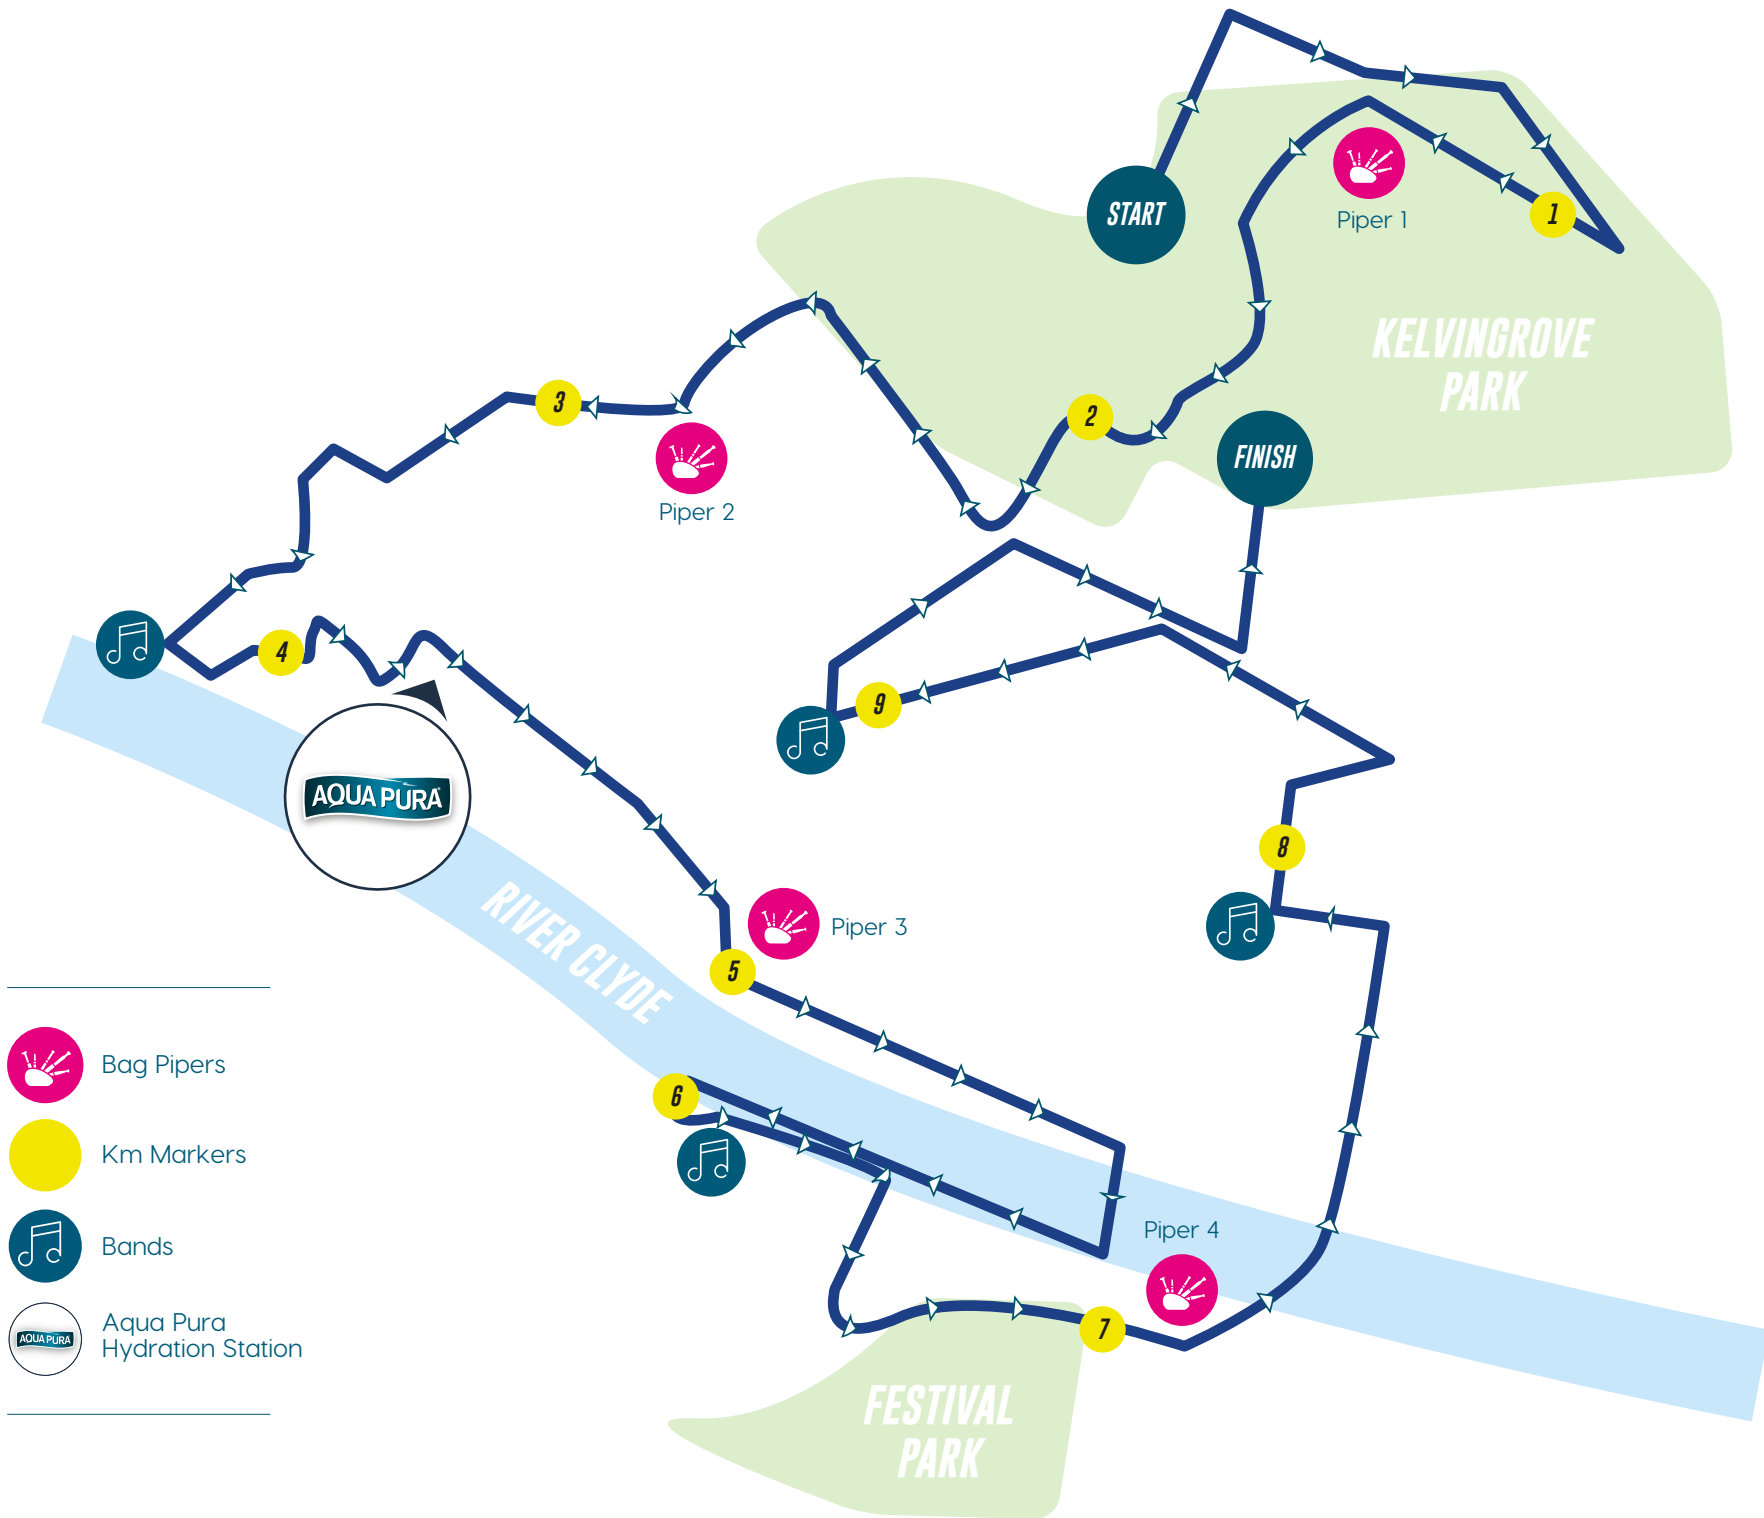 START
1
Piper 1
KELVINGROVE
PARK
2
3
FINISH
Piper 2
4
9
AQUA PURA
8
RIVER CLYDE
Piper 3
5
6
Piper 4
7
FESTIVAL
PARK
Bag Pipers
Km Markers
Bands
AQUA PURA
Aqua Pura
Hydration Station